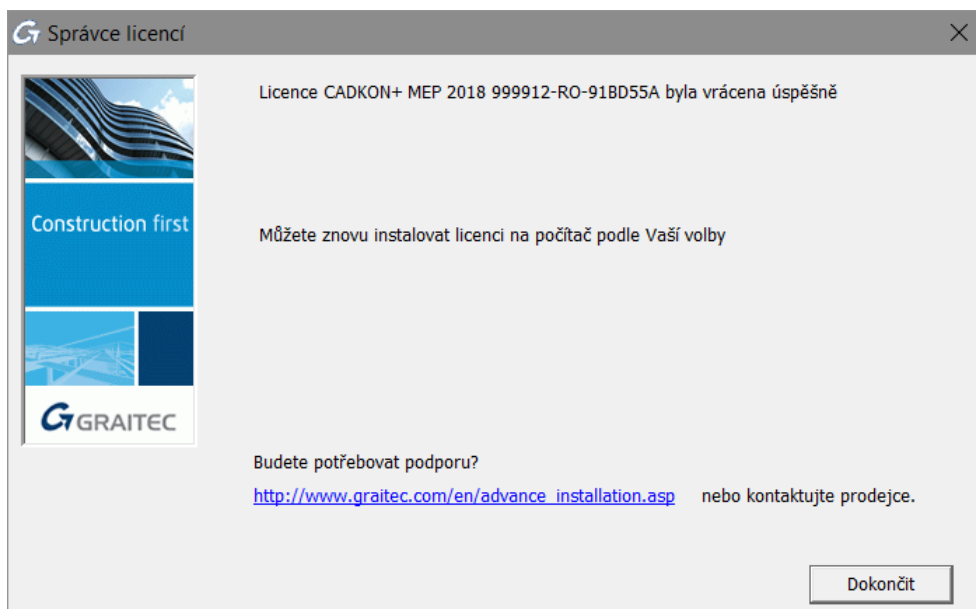 Správce licencí
Licence CADKON+ MEP 2018 999912-RO-91BD55A byla vrácena úspěšně
Construction first
Můžete znovu instalovat licenci na počítač podle Vaší volby
GRAITEC
Budete potřebovat podporu?
http://www.graitec.com/en/advance_installation.asp nebo kontaktujte prodejce.
Dokončit